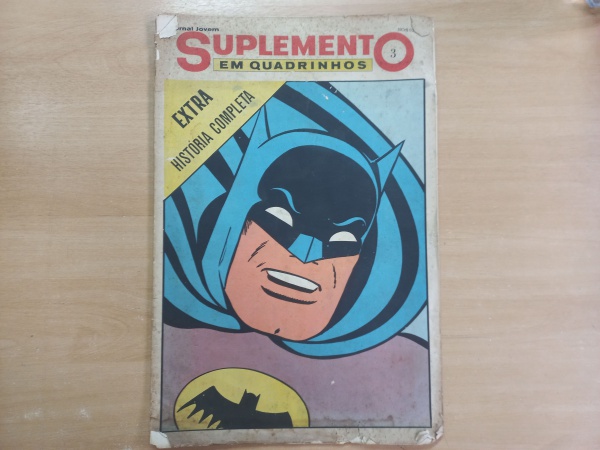 Jornal Jovem
SUPLEMENTO
3
EM QUADRINHOS
EXTRA
HISTÓRIA COMPLETA